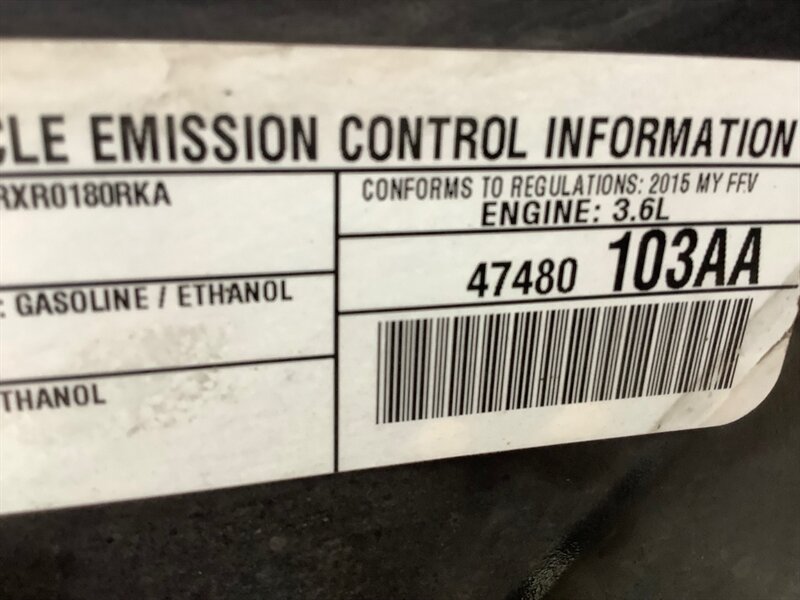 CLE EMISSION CONTROL INFORMATION
RXR0180RKA
CONFORMS TO REGULATIONS: 2015 MY FFV
ENGINE: 3.6L
47480 103AA
: GASOLINE / ETHANOL
THANOL